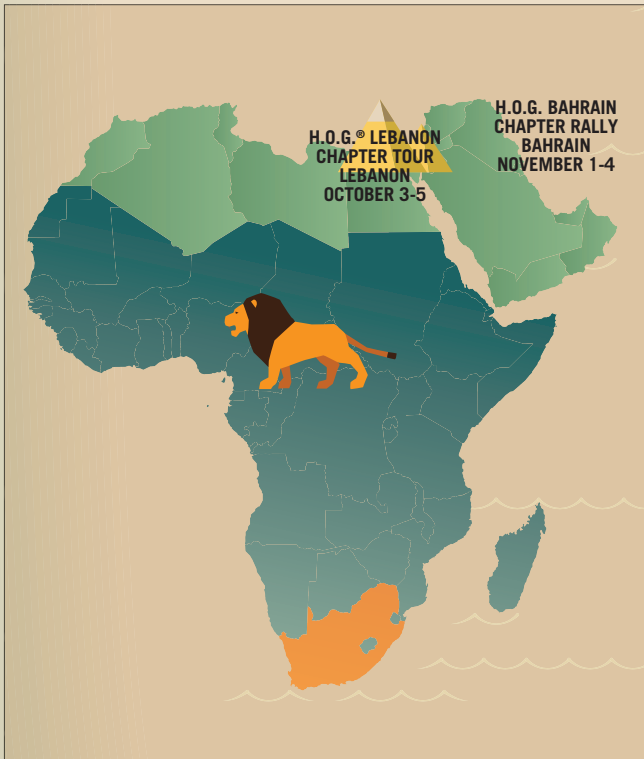 H.O.G.® LEBANON
CHAPTER TOUR
LEBANON
OCTOBER 3-5
H.O.G. BAHRAIN
CHAPTER RALLY
BAHRAIN
NOVEMBER 1-4